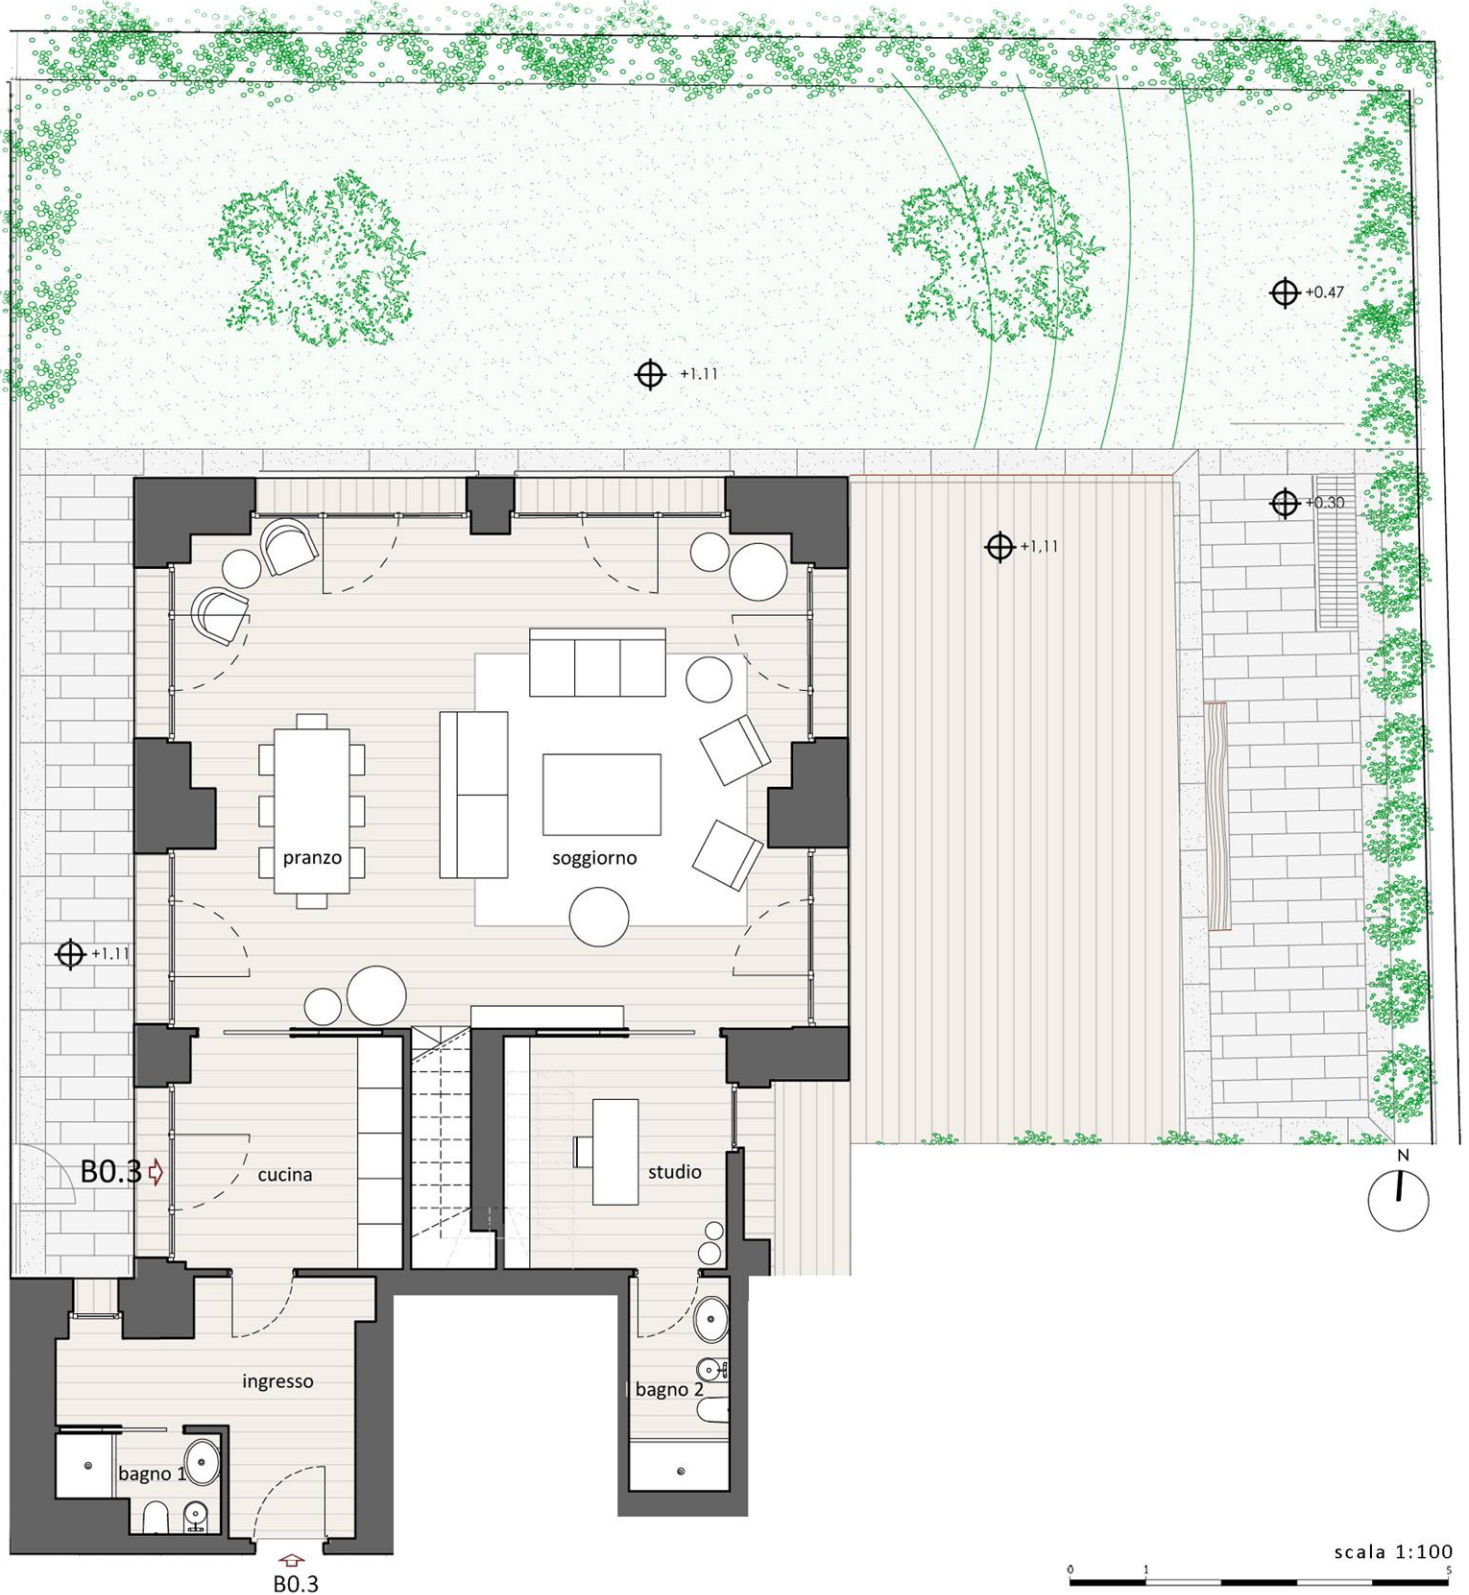 +0.47
+1.11
+0.30
+1,11
pranzo
soggiorno
+1.11
B0.3
cucina
studio
N
ingresso
bagno 2
bagno 1
scala 1:100
0 1 5
B0.3